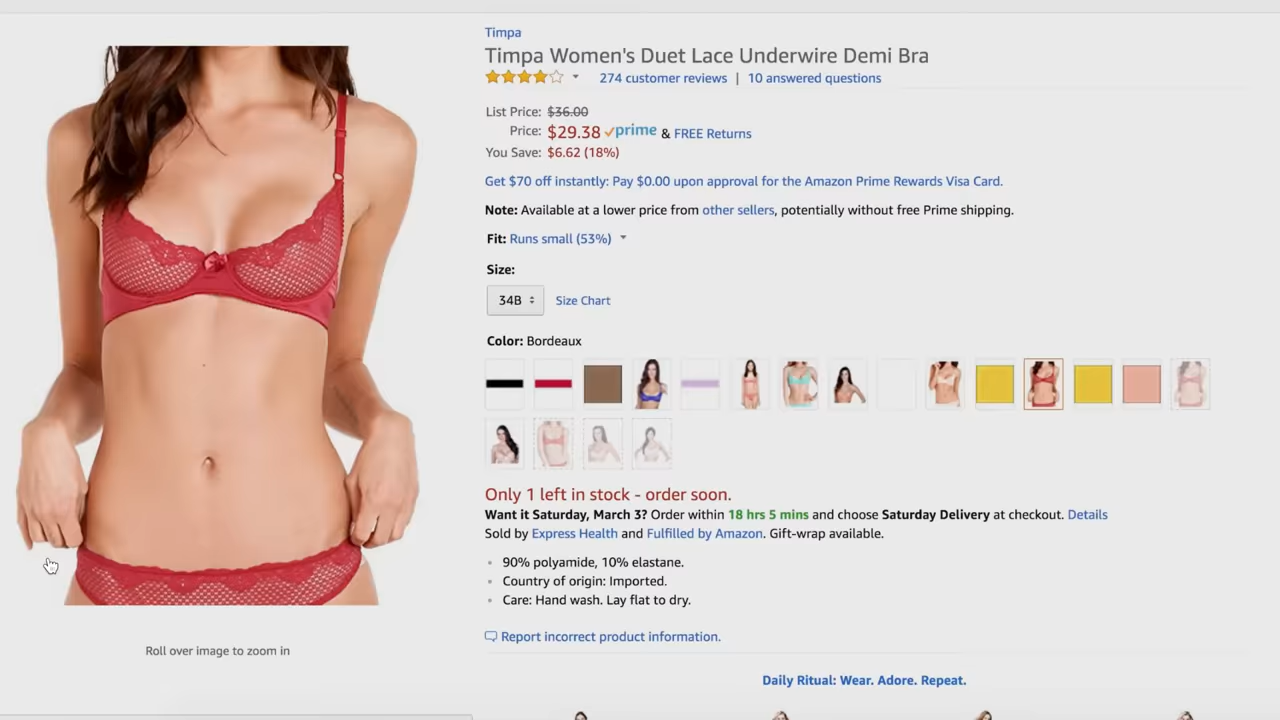 Timpa
Timpa Women's Duet Lace Underwire Demi Bra
274 customer reviews | 10 answered questions
List Price: $36.00
Price: $29.38 prime & FREE Returns
You Save: $6.62 (18%)
Get $70 off instantly: Pay $0.00 upon approval for the Amazon Prime Rewards Visa Card.
Note: Available at a lower price from other sellers, potentially without free Prime shipping.
Fit: Runs small (53%)
Size:
34B Size Chart
Color: Bordeaux
Only 1 left in stock - order soon.
Want it Saturday, March 3? Order within 18 hrs 5 mins and choose Saturday Delivery at checkout. Details
Sold by Express Health and Fulfilled by Amazon. Gift-wrap available.
90% polyamide, 10% elastane.
Country of origin: Imported.
Care: Hand wash. Lay flat to dry.
Report incorrect product information.
Roll over image to zoom in
Daily Ritual: Wear. Adore. Repeat.